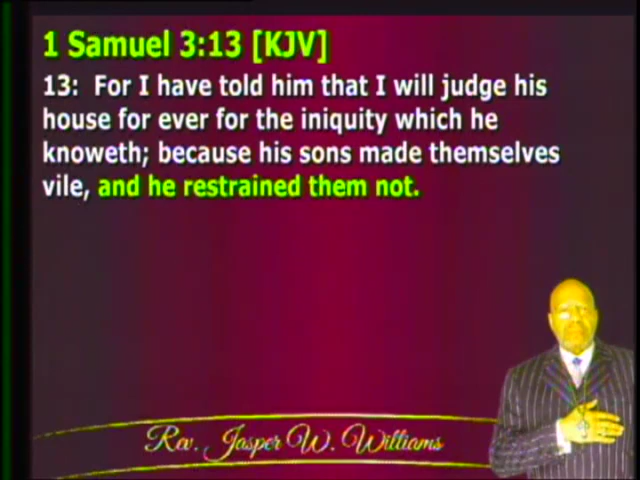 1 Samuel 3:13 [KJV]
13:  For I have told him that I will judge his
house for ever for the iniquity which he
knoweth; because his sons made themselves
vile, and he restrained them not.
Rev. Jasper W. Williams